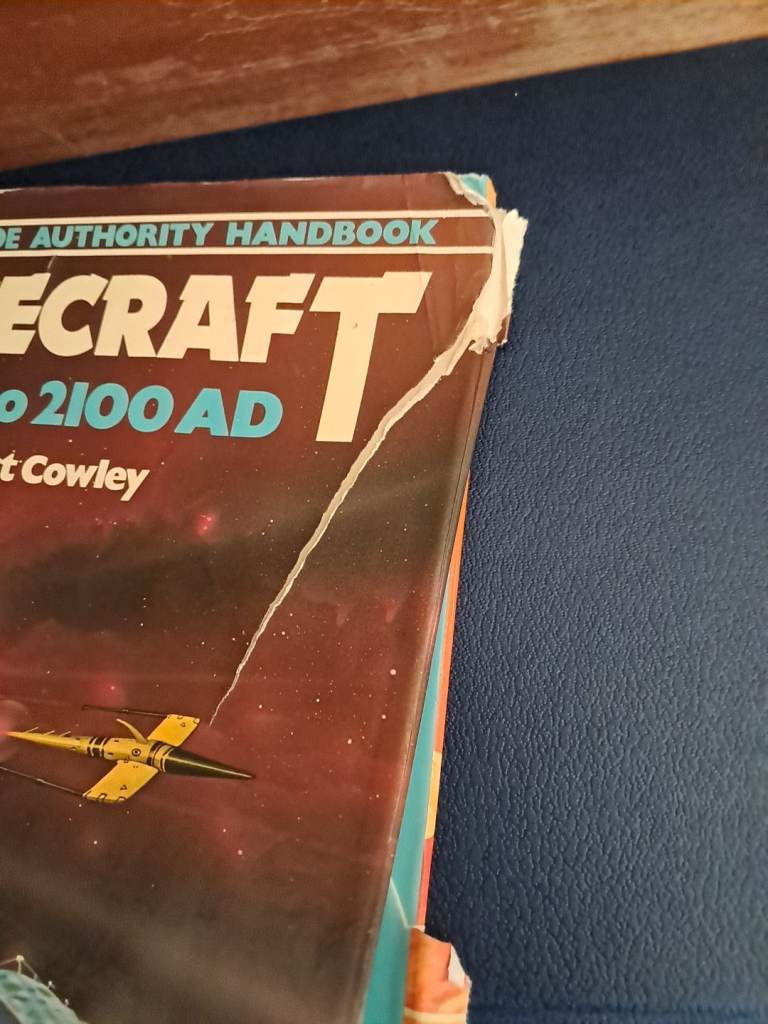 DE AUTHORITY HANDBOOK
ECRAFT
o 2100 AD
t Cowley